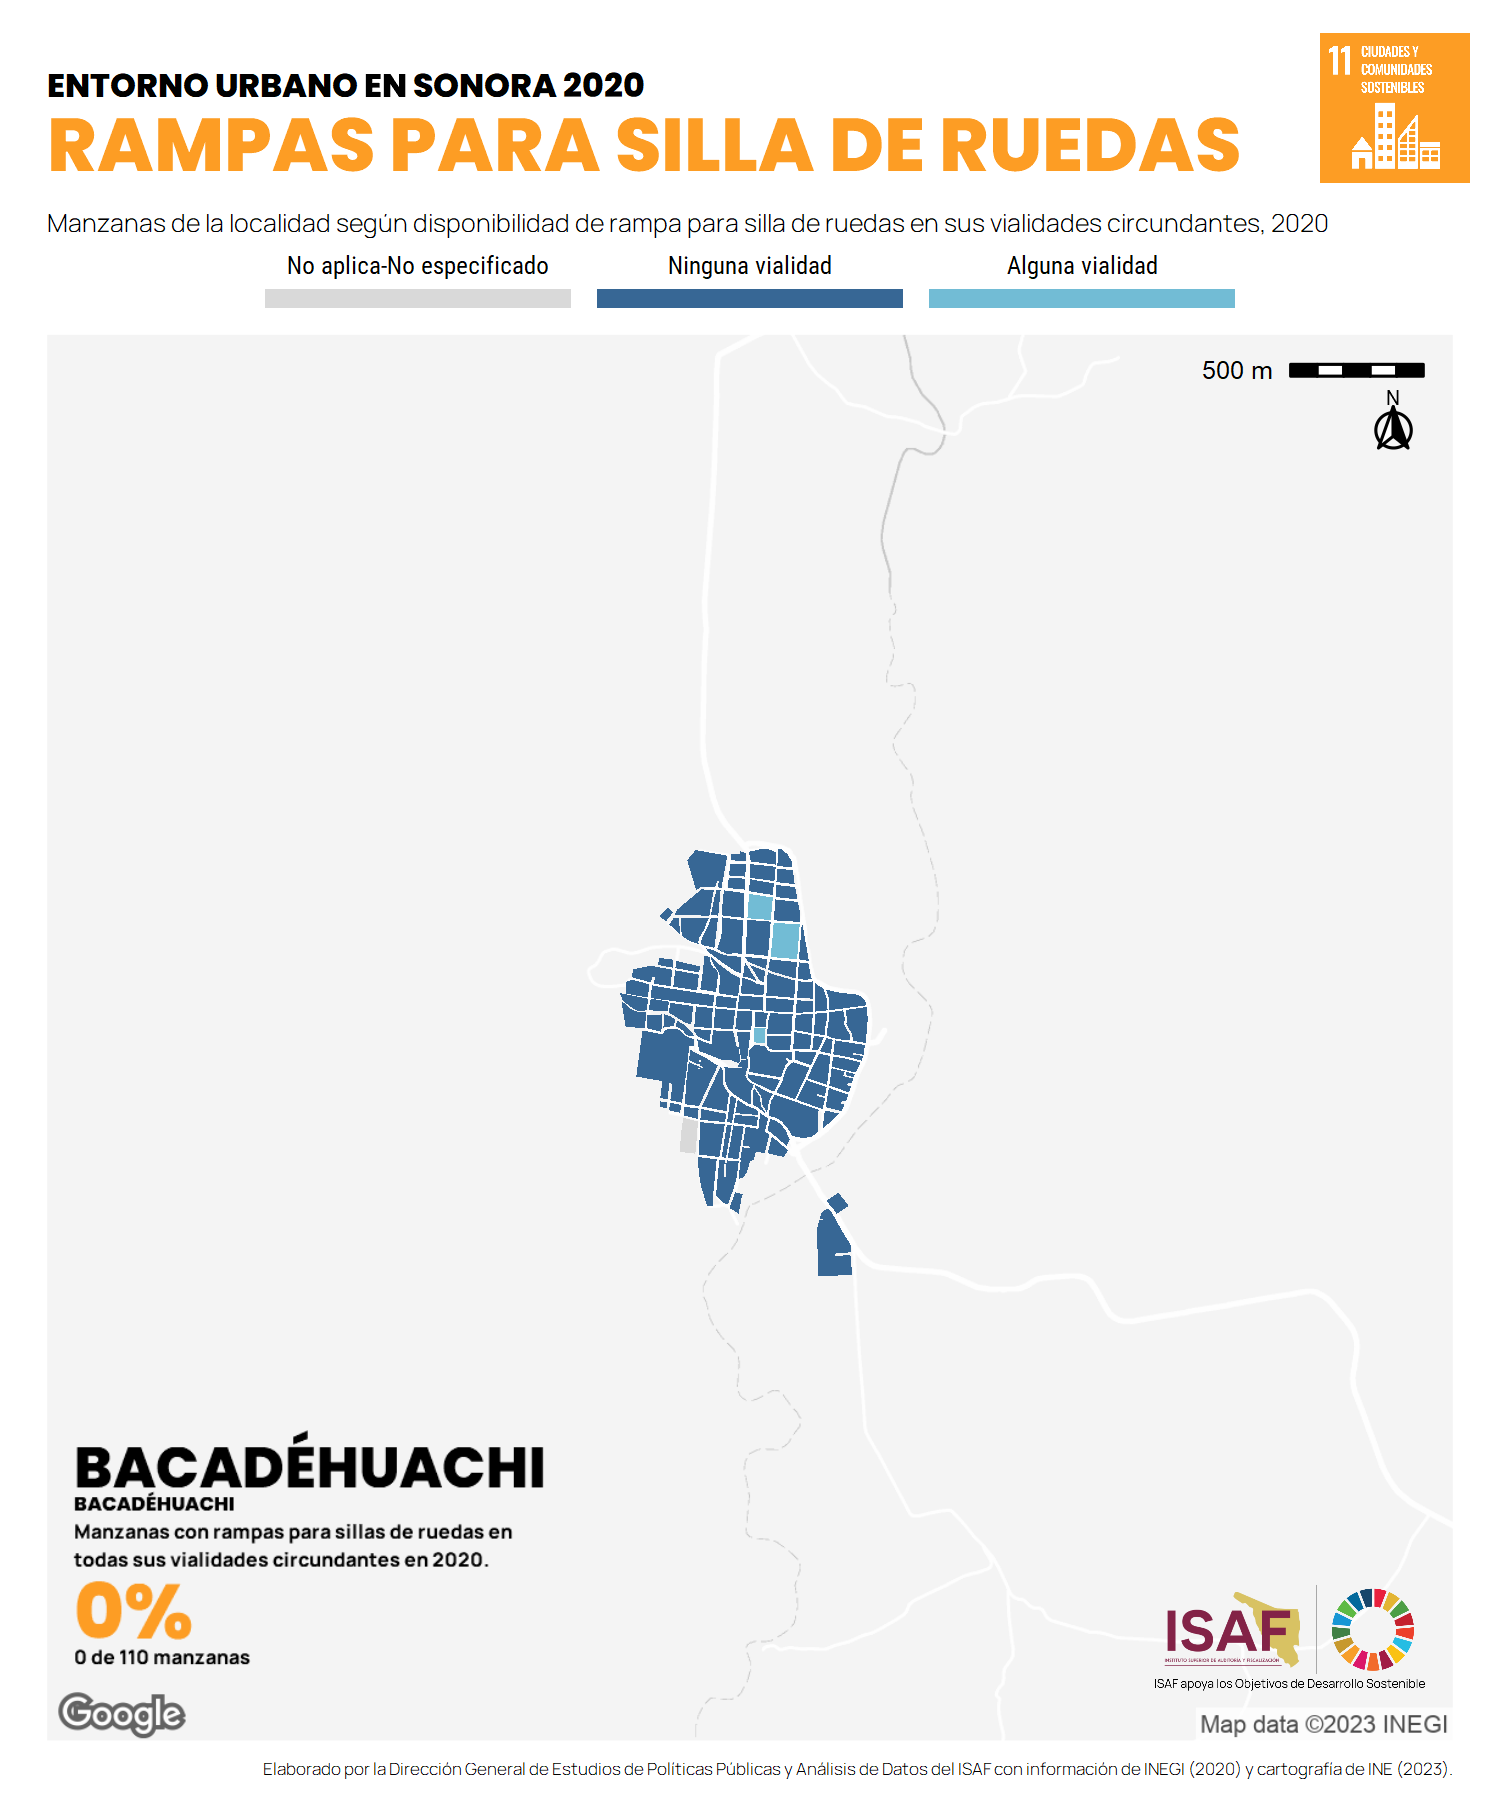 ENTORNO URBANO EN SONORA 2020
RAMPAS PARA SILLA DE RUEDAS
11 CIUDADES Y
COMUNIDADES
SOSTENIBLES
Manzanas de la localidad según disponibilidad de rampa para silla de ruedas en sus vialidades circundantes, 2020
No aplica-No especificado Ninguna vialidad Alguna vialidad
500 m
N
BACADÉHUACHI
BACADÉHUACHI
Manzanas con rampas para sillas de ruedas en
todas sus vialidades circundantes en 2020.
0%
0 de 110 manzanas
Google
ISAF
INSTITUTO SUPERIOR DE AUDITORÍA Y FISCALIZACIÓN
ISAF apoya los Objetivos de Desarrollo Sostenible
Map data ©2023 INEGI
Elaborado por la Dirección General de Estudios de Políticas Públicas y Análisis de Datos del ISAF con información de INEGI (2020) y cartografía de INE (2023).